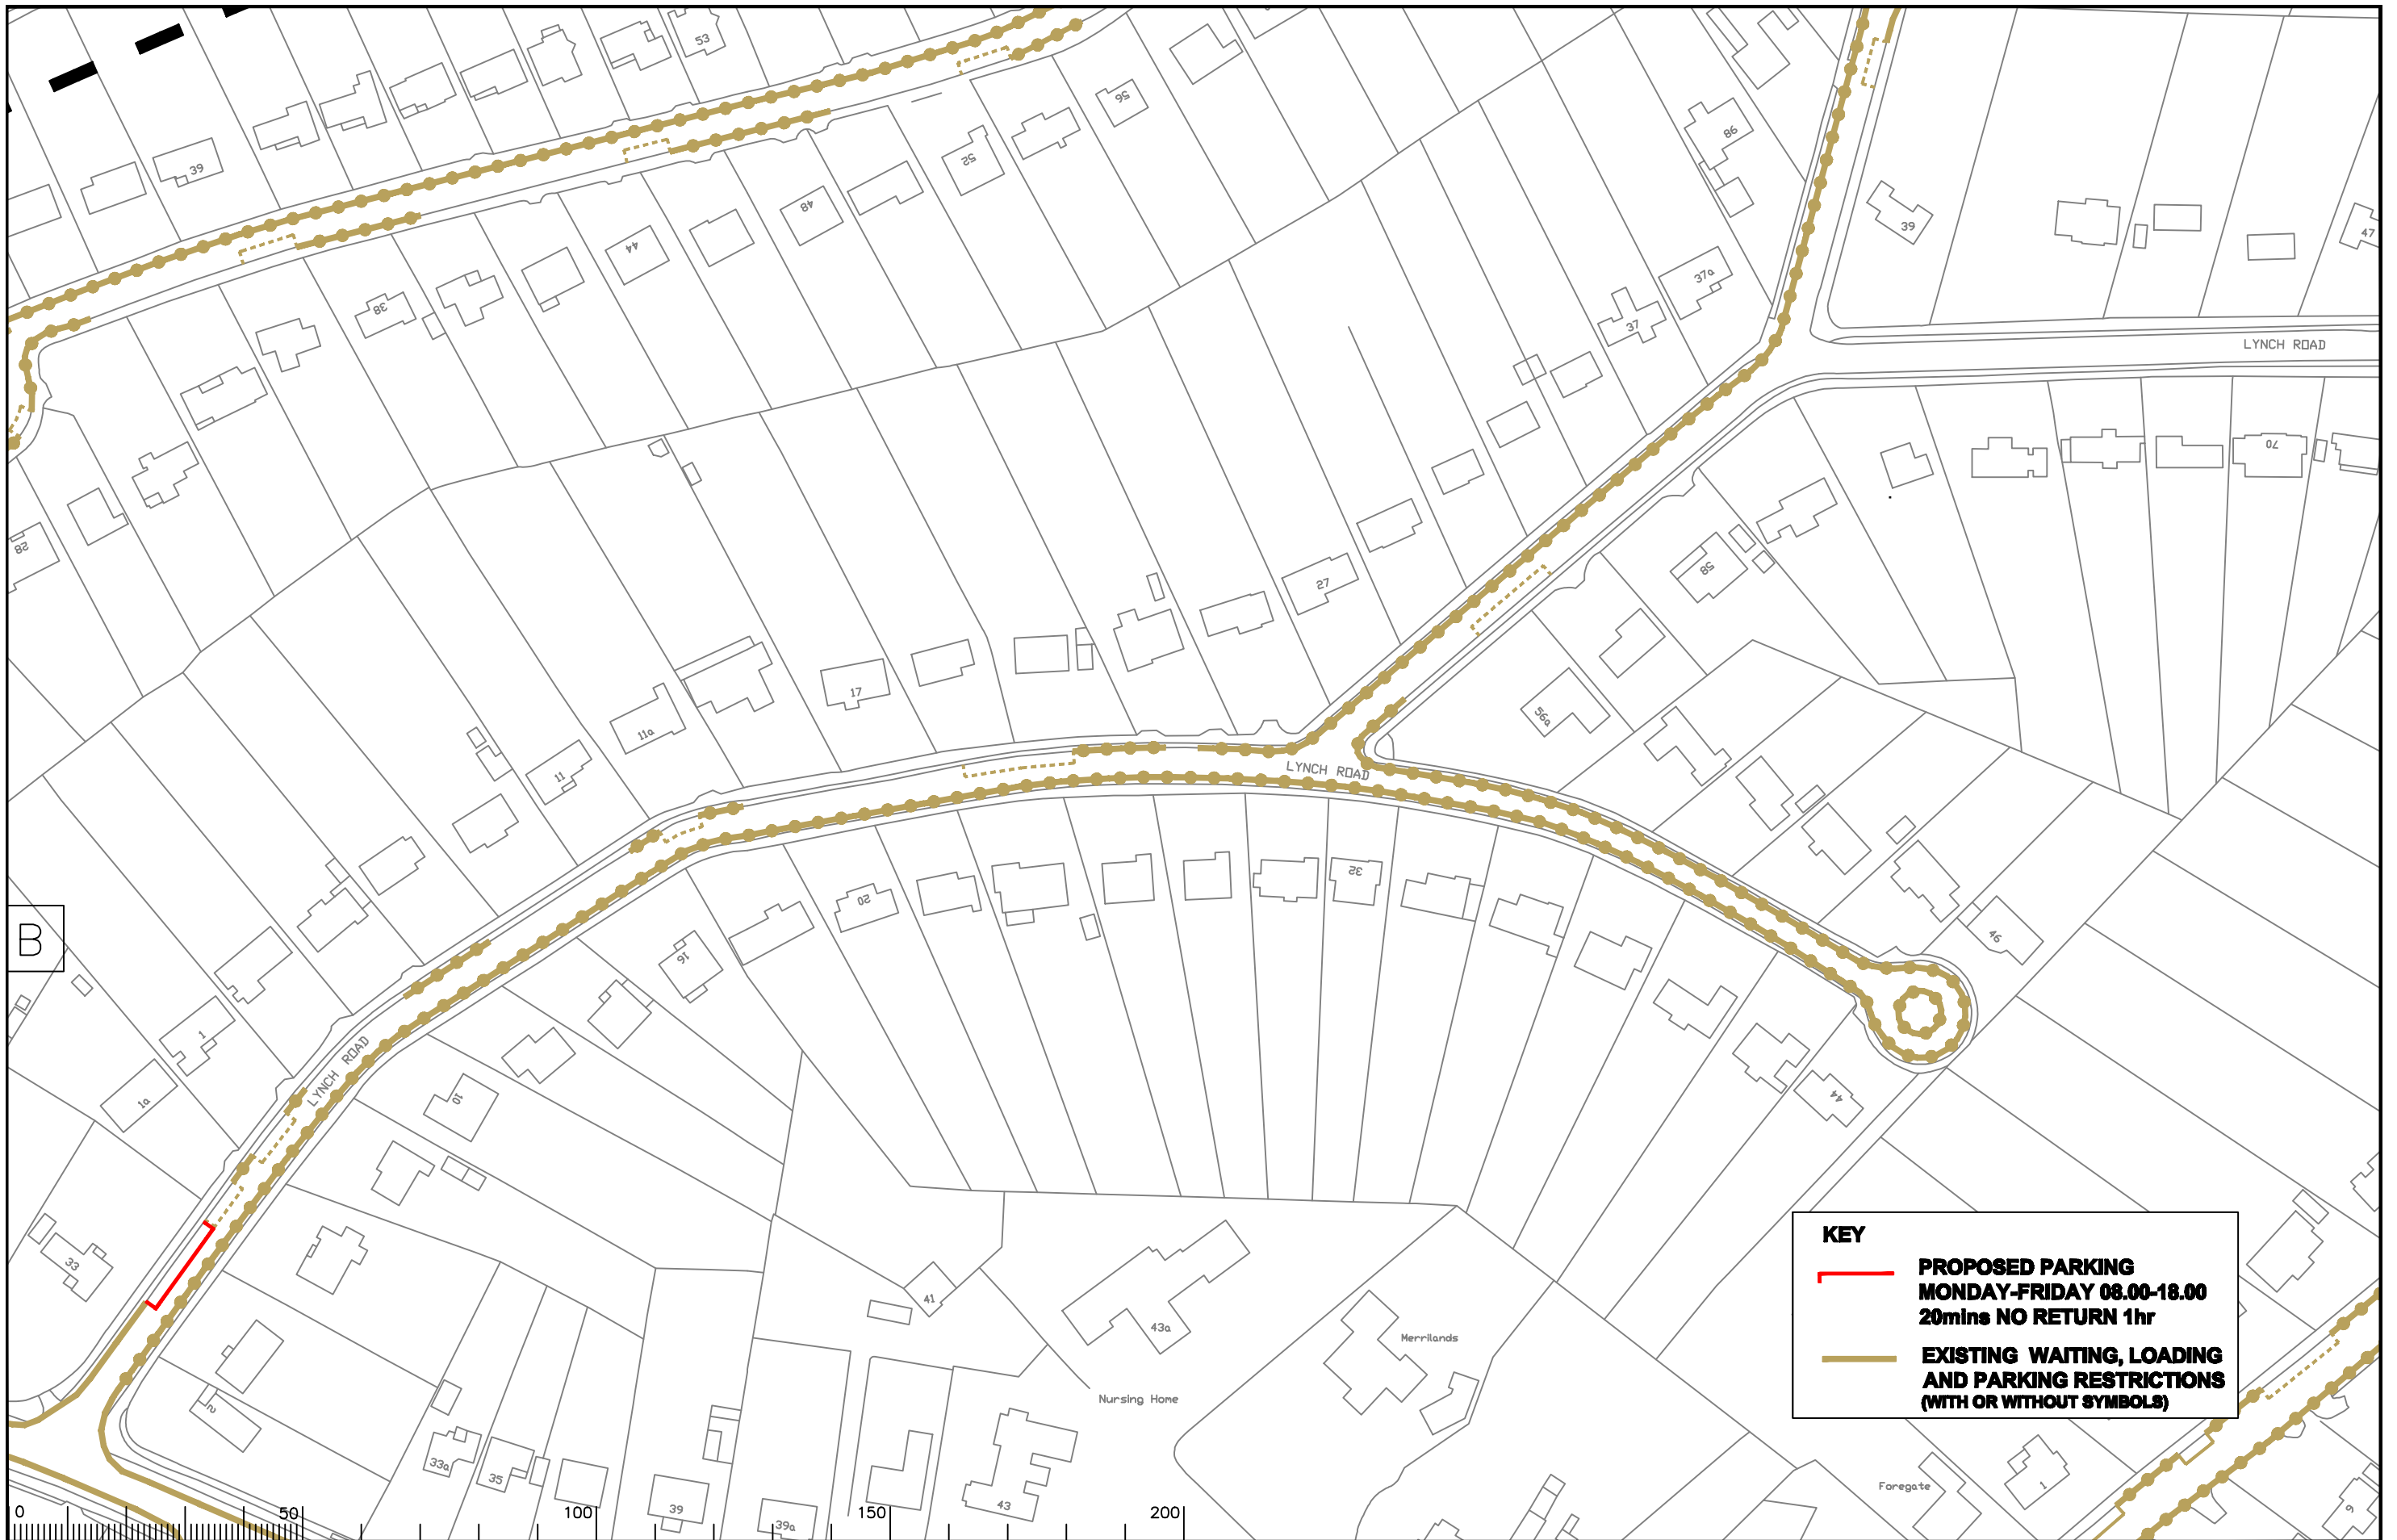 53
39
56
52
48
44
38
28
86
39
47
37a
37
LYNCH ROAD
70
58
56a
27
17
11a
11
LYNCH ROAD
20
32
16
46
B
1
1a
LYNCH ROAD
10
44
33
41
43a
Merrilands
Nursing Home
2
33a
35
39
39a
43
Foregate
1
9
KEY
PROPOSED PARKING
MONDAY-FRIDAY 08.00-18.00
20mins NO RETURN 1hr
EXISTING WAITING, LOADING
AND PARKING RESTRICTIONS
(WITH OR WITHOUT SYMBOLS)
0 50 100 150 200